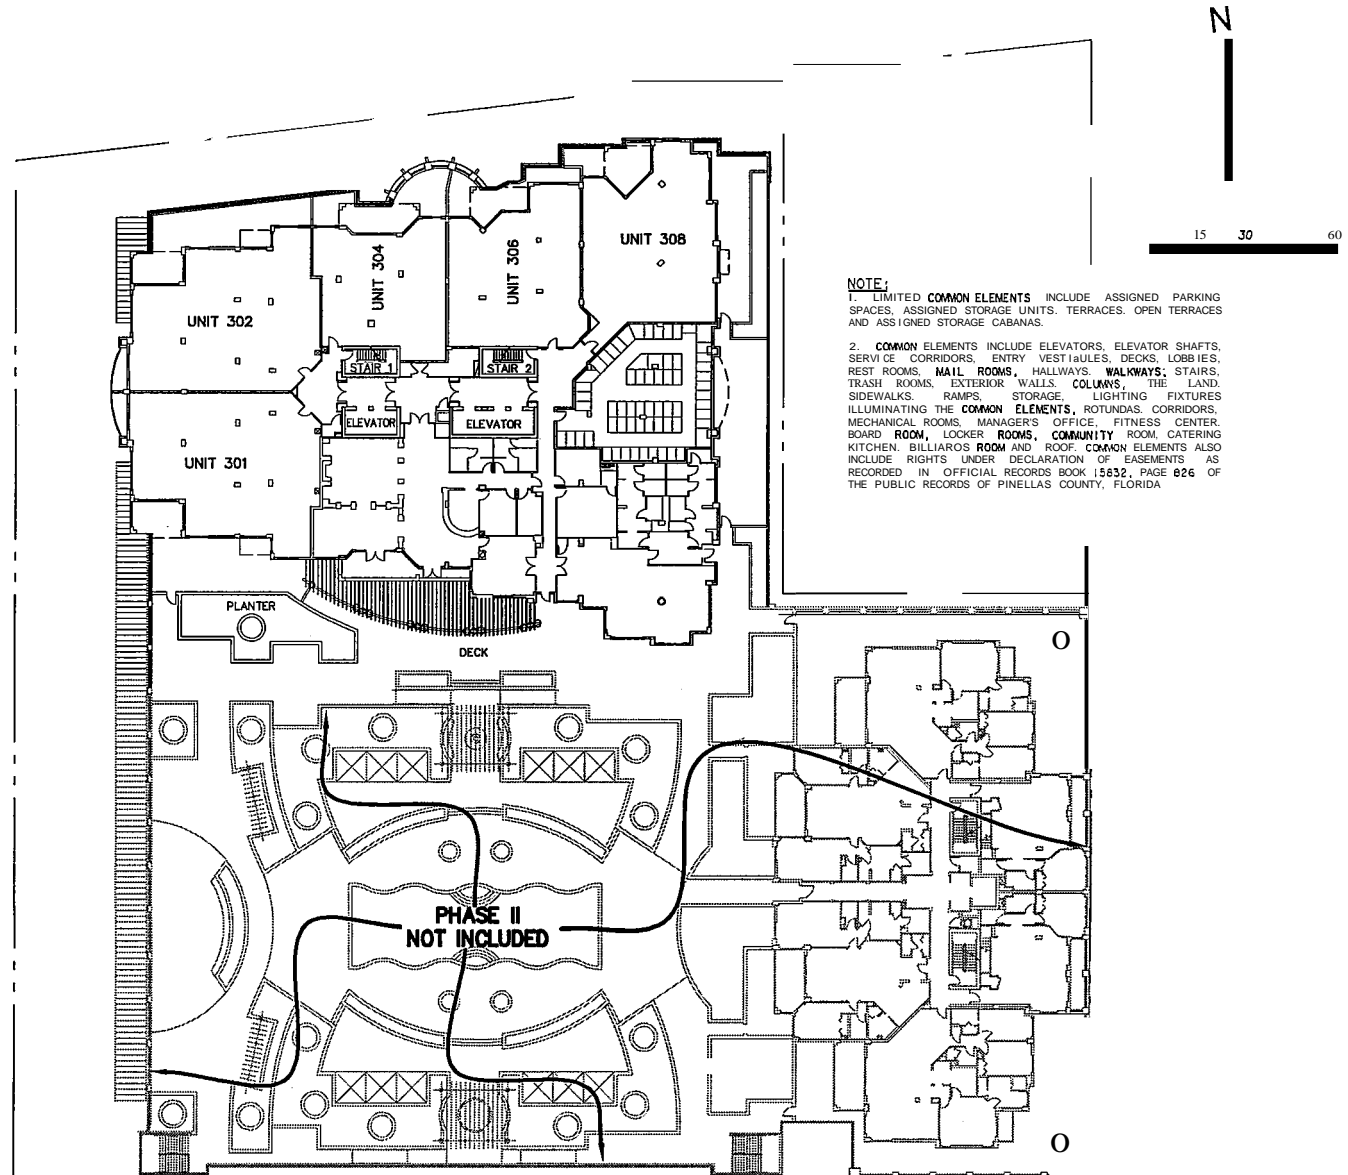 N
15 30 60
NOTE:
1. LIMITED COMMON ELEMENTS INCLUDE ASSIGNED PARKING
SPACES, ASSIGNED STORAGE UNITS. TERRACES. OPEN TERRACES
AND ASSIGNED STORAGE CABANAS.
2. COMMON ELEMENTS INCLUDE ELEVATORS, ELEVATOR SHAFTS,
SERVICE CORRIDORS, ENTRY VESTIaULES, DECKS, LOBBIES,
REST ROOMS, MAIL ROOMS, HALLWAYS. WALKWAYS; STAIRS,
TRASH ROOMS, EXTERIOR WALLS. COLUMNS, THE LAND.
SIDEWALKS. RAMPS, STORAGE, LIGHTING FIXTURES
ILLUMINATING THE COMMON ELEMENTS, ROTUNDAS. CORRIDORS,
MECHANICAL ROOMS, MANAGER'S OFFICE, FITNESS CENTER.
BOARD ROOM, LOCKER ROOMS, COMMUNITY ROOM, CATERING
KITCHEN. BILLIAROS ROOM AND ROOF. COMMON ELEMENTS ALSO
INCLUDE RIGHTS UNDER DECLARATION OF EASEMENTS AS
RECORDED IN OFFICIAL RECORDS BOOK 15832, PAGE 826 OF
THE PUBLIC RECORDS OF PINELLAS COUNTY, FLORIDA
UNIT 308
UNIT 304
UNIT 306
UNIT 302
STAIR 1
STAIR 2
ELEVATOR
ELEVATOR
UNIT 301
PLANTER
DECK
O
PHASE II
NOT INCLUDED
O